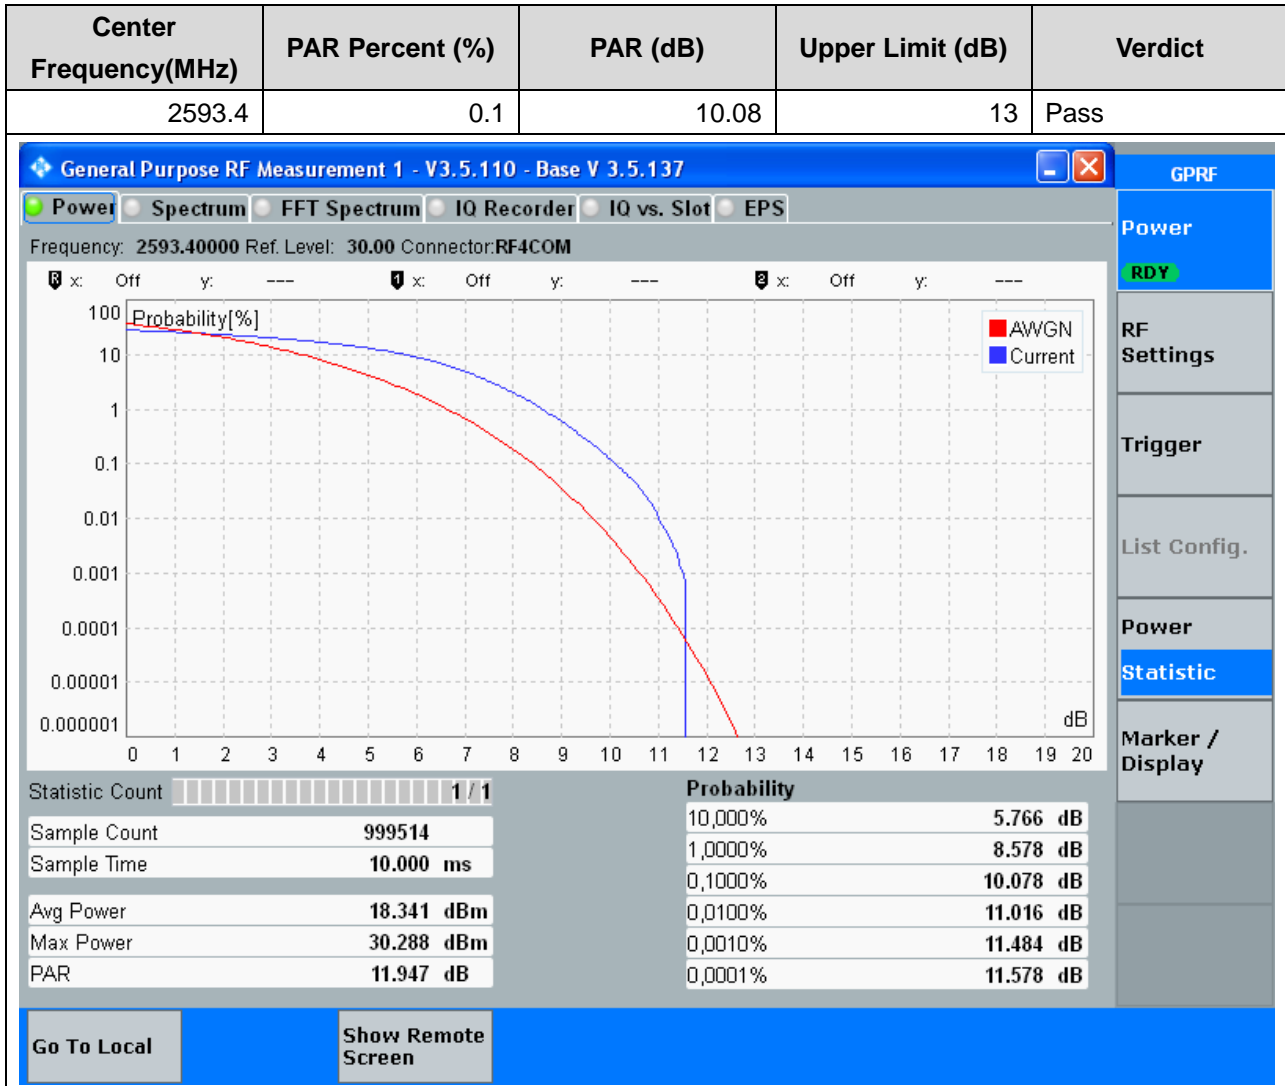 Center Frequency(MHz) PAR Percent (%) PAR (dB) Upper Limit (dB) Verdict
2593.4 0.1 10.08 13 Pass
General Purpose RF Measurement 1 - V3.5.110 - Base V 3.5.137
GPRF
Power Spectrum FFT Spectrum IQ Recorder IQ vs. Slot EPS
Frequency: 2593.40000 Ref. Level: 30.00 Connector:RF4COM
R x: Off y: --- 1 x: Off y: --- 2 x: Off y: ---
Probability[%]
AWGN
Current
100
10
1
0.1
0.01
0.001
0.0001
0.00001
0.000001
dB
0 1 2 3 4 5 6 7 8 9 10 11 12 13 14 15 16 17 18 19 20
Statistic Count 1 / 1
Sample Count 999514
Sample Time 10.000 ms
Avg Power 18.341 dBm
Max Power 30.288 dBm
PAR 11.947 dB
Probability
10,000% 5.766 dB
1,0000% 8.578 dB
0,1000% 10.078 dB
0,0100% 11.016 dB
0,0010% 11.484 dB
0,0001% 11.578 dB
Power
RDY
RF
Settings
Trigger
List Config.
Power
Statistic
Marker /
Display
Go To Local
Show Remote
Screen